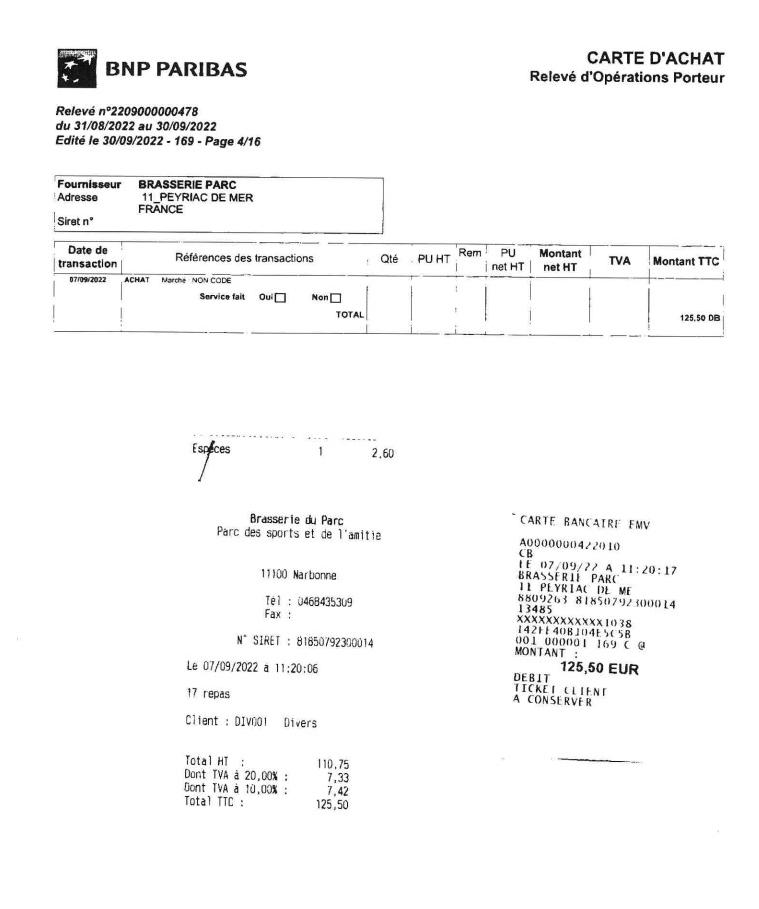 BNP PARIBAS
CARTE D'ACHAT
Relevé d'Opérations Porteur
Relevé n°2209000000478
du 31/08/2022 au 30/09/2022
Edité le 30/09/2022 - 169 - Page 4/16
Fournisseur BRASSERIE PARC
Adresse 11_PEYRIAC DE MER
FRANCE
Siret n°
Date de transaction Références des transactions Qté PU HT Rem PU net HT Montant net HT TVA Montant TTC
07/09/2022 ACHAT Marché NON CODE
Service fait Oui Non
TOTAL 125,50 DB
Espèces 1 2,60
Brasserie du Parc
Parc des sports et de l'amitie
11100 Narbonne
Tél : 0468435309
Fax :
N° SIRET : 81850792300014
Le 07/09/2022 à 11:20:06
17 repas
Client : DIV001 Divers
Total HT : 110,75
Dont TVA à 20,00% : 7,33
Dont TVA à 10,00% : 7,42
Total TTC : 125,50
CARTE BANCAIRE EMV
A0000000422010
CB
LE 07/09/22 A 11:20:17
BRASSERIE PARC
11 PEYRIAC DE ME
8809263 81850792300014
13485
XXXXXXXXXXXX1038
001 000001 169 C @
MONTANT :
125,50 EUR
DEBIT
TICKET CLIENT
A CONSERVER